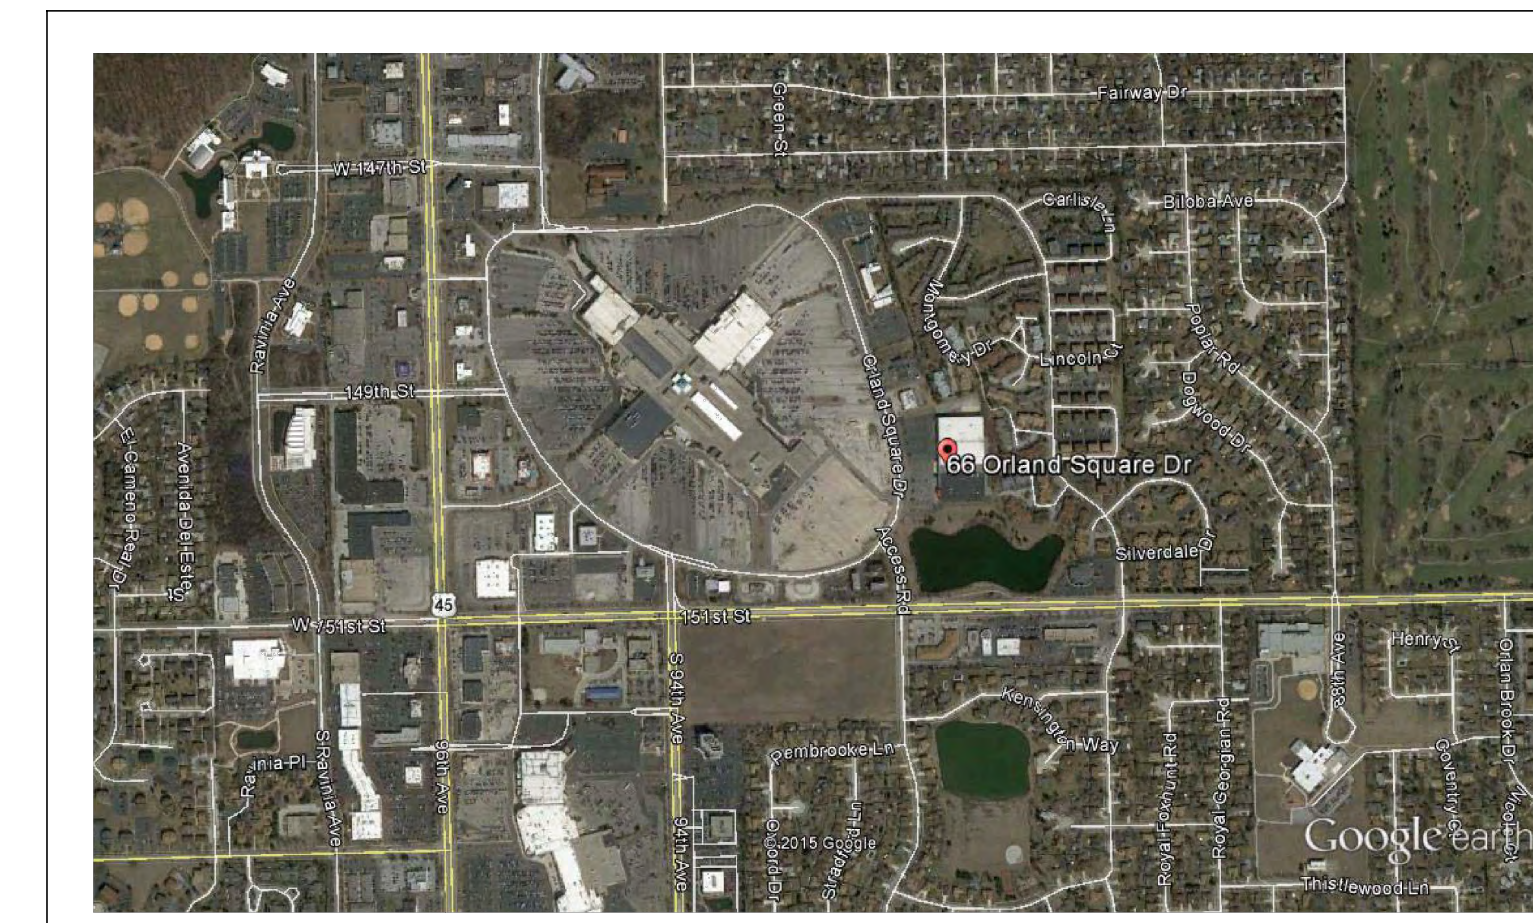 Fairway Dr
Green St
W 147th St
Carlisle Ln
Biloba Ave
Ravinia Ave
Montgomery Dr
Poplar Rd
Lincoln Ct
Orland Square Dr
149th St
Dogwood Dr
El Cameno Real Dr
Avenida Del Este
66 Orland Square Dr
Access Rd
Silverdale Dr
St
45
W 151st St
151st St
88th Ave
Henry St
Orlan Brook Dr
S 94th Ave
Kensington Way
Pembrooke Ln
Ravinia Pl
S Ravinia Ave
96th Ave
Royal Foxhunt Rd
Royal Georgian Rd
Coventry Ct
94th Ave
© 2015 Google
Google earth
Thistlewood Ln